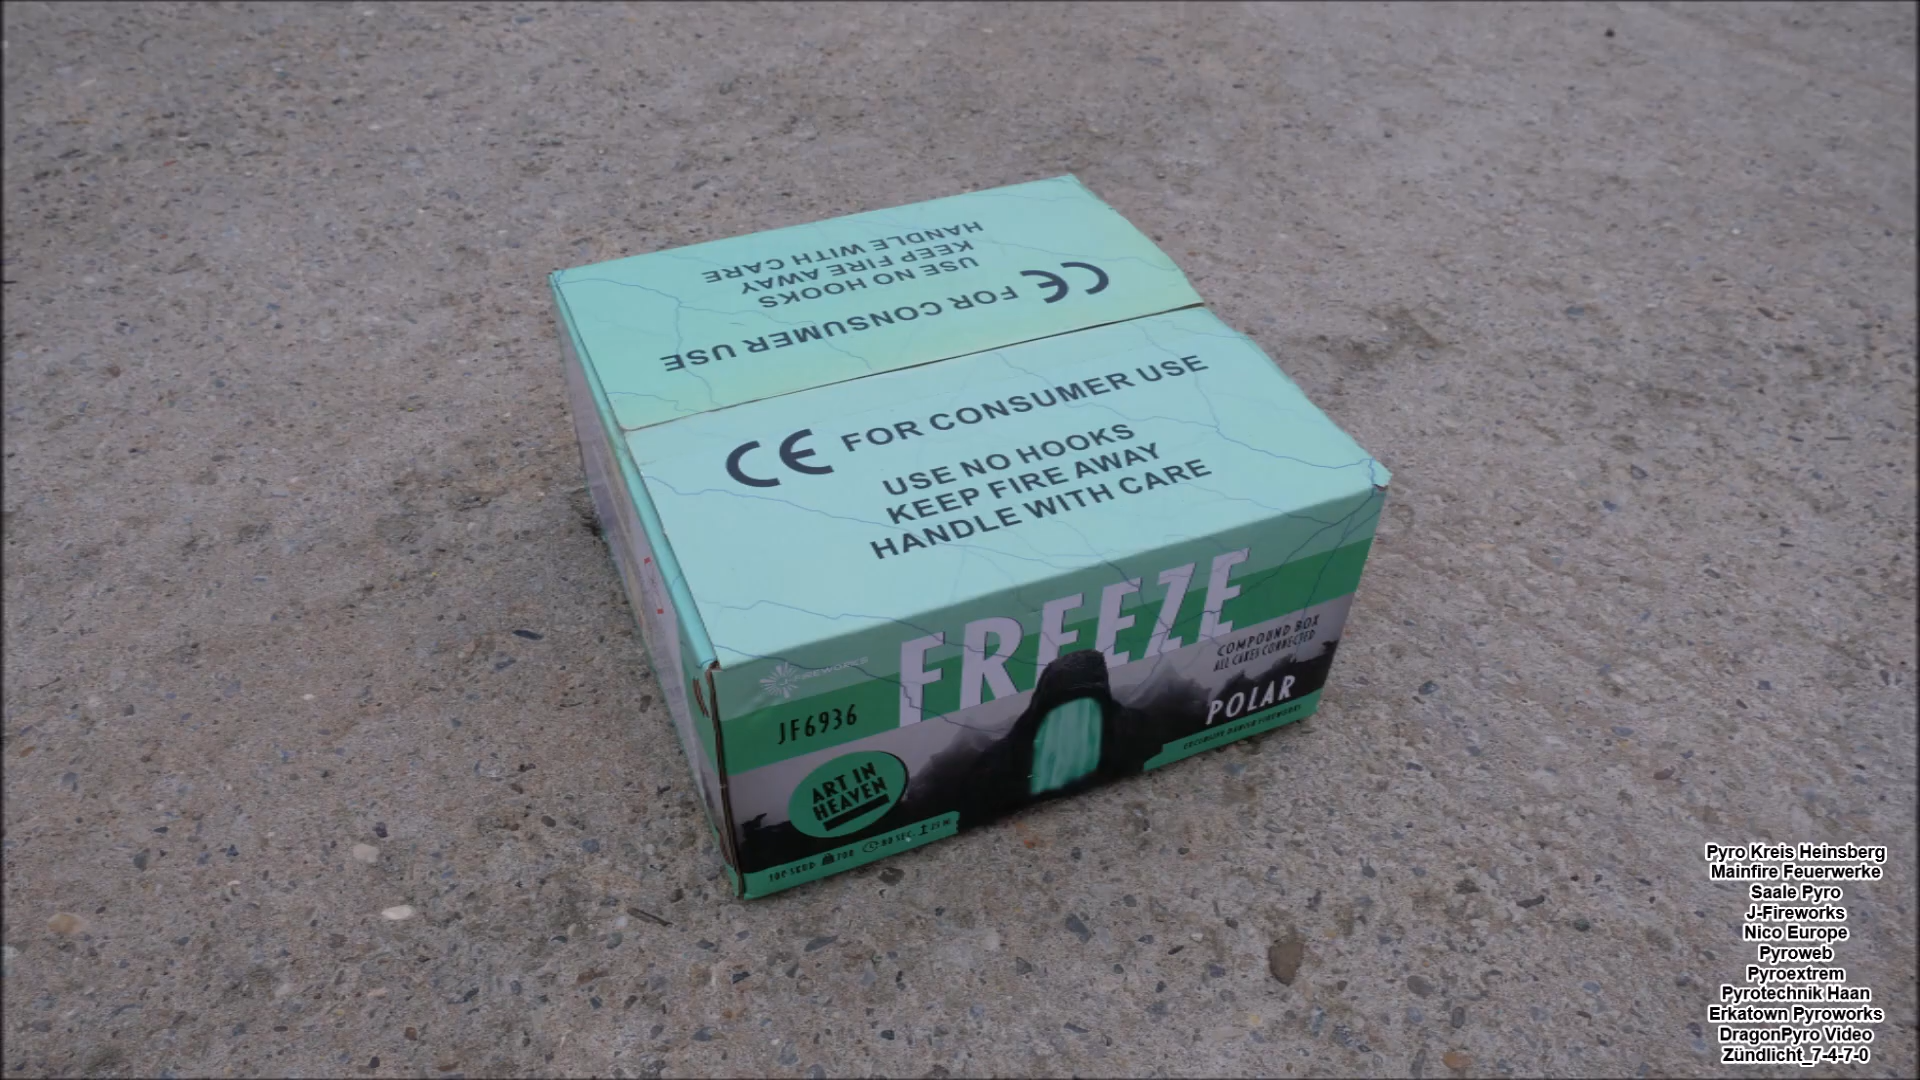 HANDLE WITH CARE
KEEP FIRE AWAY
USE NO HOOKS
CE FOR CONSUMER USE
CE FOR CONSUMER USE
USE NO HOOKS
KEEP FIRE AWAY
HANDLE WITH CARE
FREEZE
J-FIREWORKS
JF6936
COMPOUND BOX
ALL CAKES CONNECTED
POLAR
ART IN
HEAVEN
SEC.
Pyro Kreis Heinsberg
Mainfire Feuerwerke
Saale Pyro
J-Fireworks
Nico Europe
Pyroweb
Pyroextrem
Pyrotechnik Haan
Erkatown Pyroworks
DragonPyro Video
Zündlicht_7-4-7-0